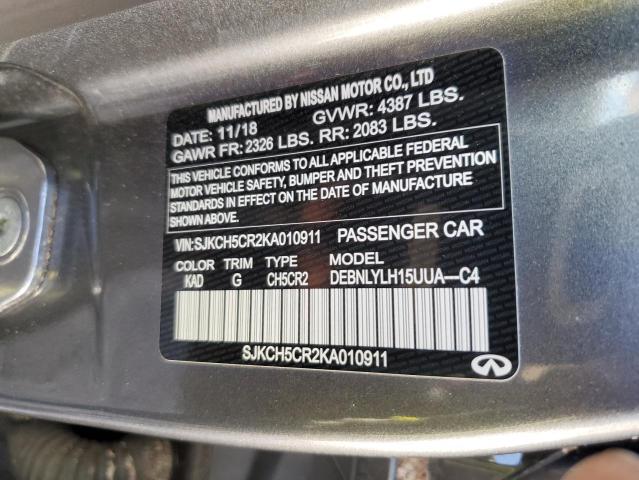 MANUFACTURED BY NISSAN MOTOR CO., LTD
DATE: 11/18 GVWR: 4387 LBS.
GAWR FR: 2326 LBS. RR: 2083 LBS.
THIS VEHICLE CONFORMS TO ALL APPLICABLE FEDERAL
MOTOR VEHICLE SAFETY, BUMPER AND THEFT PREVENTION
STANDARDS IN EFFECT ON THE DATE OF MANUFACTURE
SHOWN ABOVE.
VIN:SJKCH5CR2KA010911 PASSENGER CAR
COLOR TRIM TYPE MODEL
KAD G CH5CR2 DEBNLYLH15UUA—C4
SJKCH5CR2KA010911